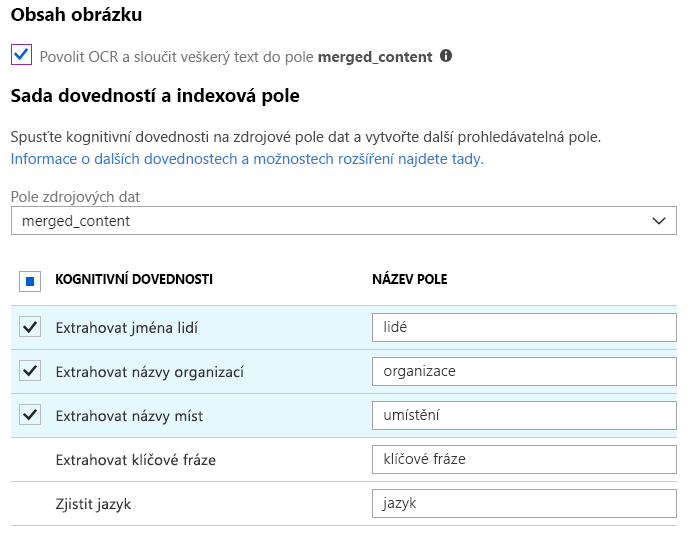 Obsah obrázku
Povolit OCR a sloučit veškerý text do pole merged_content
Sada dovedností a indexová pole
Spusťte kognitivní dovednosti na zdrojové pole dat a vytvořte další prohledávatelná pole.
Informace o dalších dovednostech a možnostech rozšíření najdete tady.
Pole zdrojových dat
merged_content
KOGNITIVNÍ DOVEDNOSTI NÁZEV POLE
Extrahovat jména lidí lidé
Extrahovat názvy organizací organizace
Extrahovat názvy míst umístění
Extrahovat klíčové fráze klíčové fráze
Zjistit jazyk jazyk